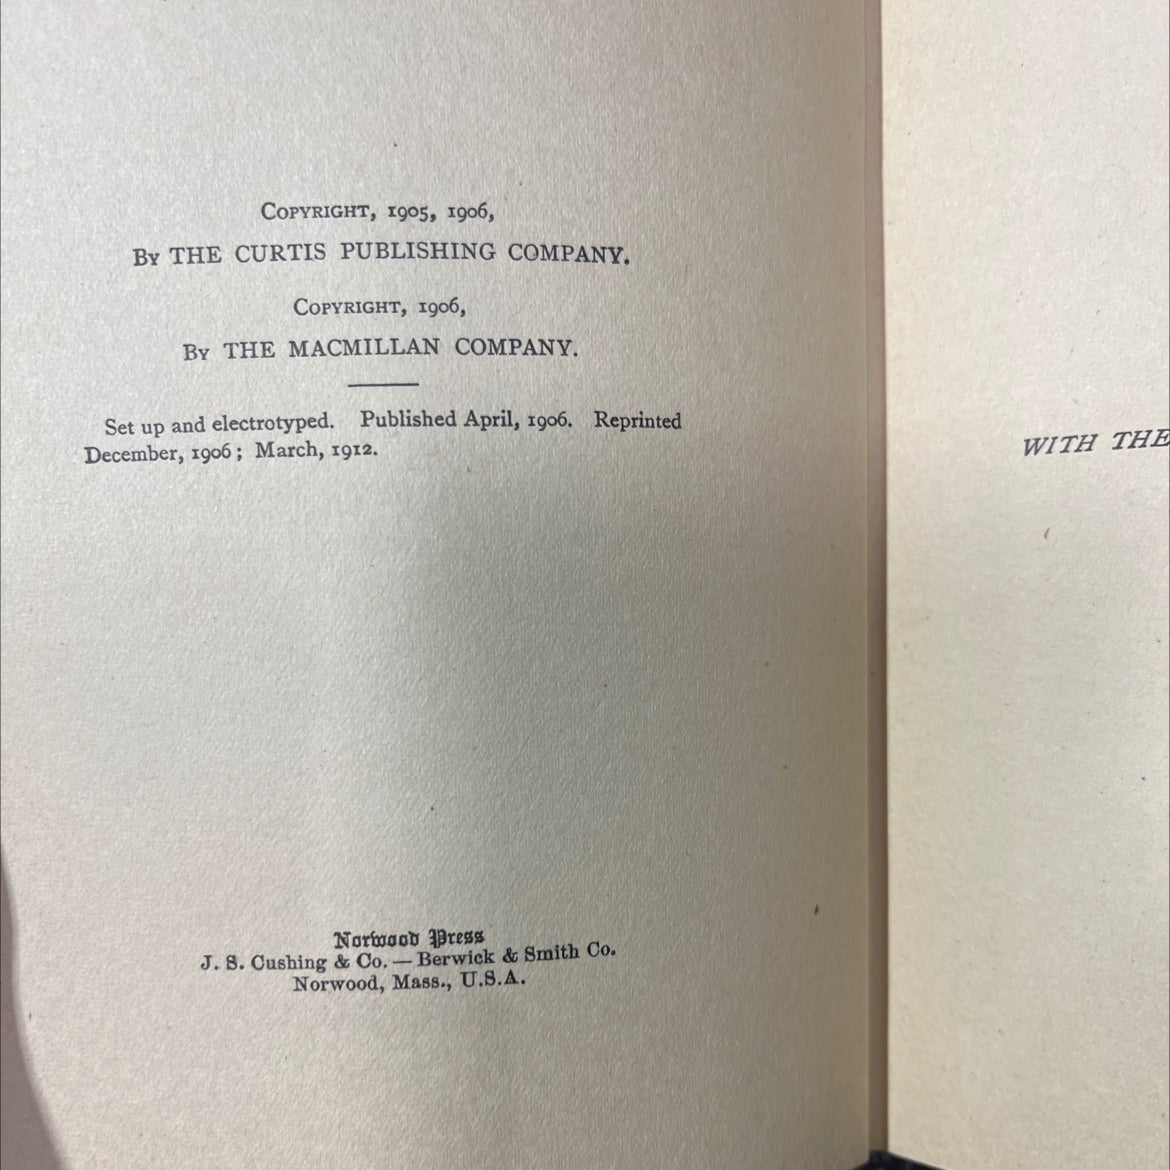 COPYRIGHT, 1905, 1906,
BY THE CURTIS PUBLISHING COMPANY.
COPYRIGHT, 1906,
BY THE MACMILLAN COMPANY.
Set up and electrotyped. Published April, 1906. Reprinted
December, 1906; March, 1912.
Norwood Press
J. S. Cushing & Co. — Berwick & Smith Co.
Norwood, Mass., U.S.A.
WITH THE